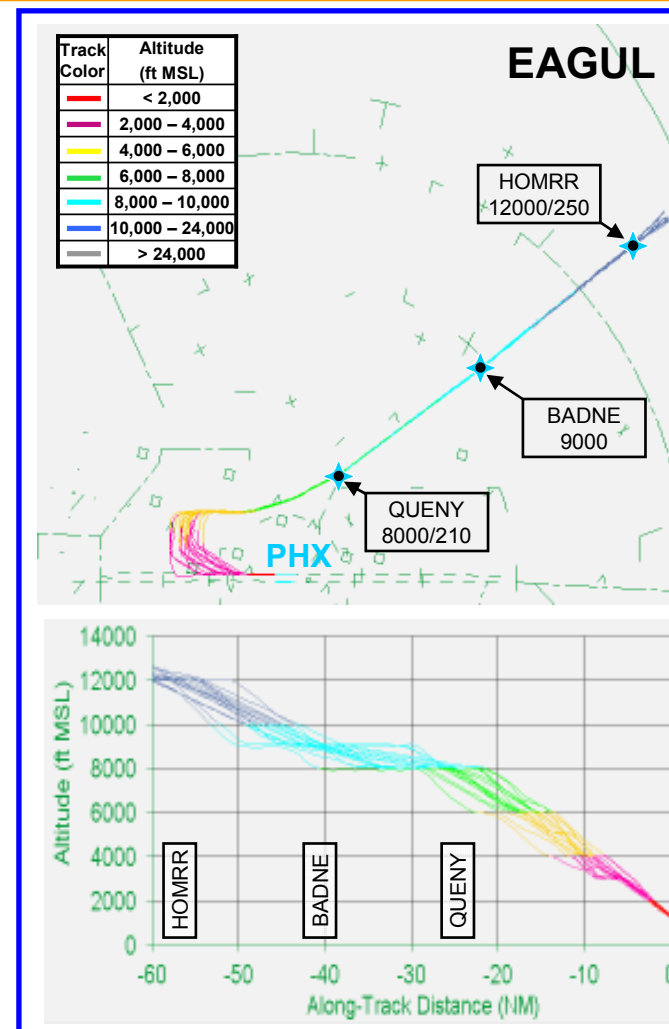 EAGUL
Track Color
Altitude (ft MSL)
< 2,000
2,000 – 4,000
4,000 – 6,000
6,000 – 8,000
8,000 – 10,000
10,000 – 24,000
> 24,000
HOMRR
12000/250
BADNE
9000
QUENY
8000/210
PHX
Altitude (ft MSL)
14000
12000
10000
8000
6000
4000
2000
0
HOMRR
BADNE
QUENY
-60
-50
-40
-30
-20
-10
Along-Track Distance (NM)